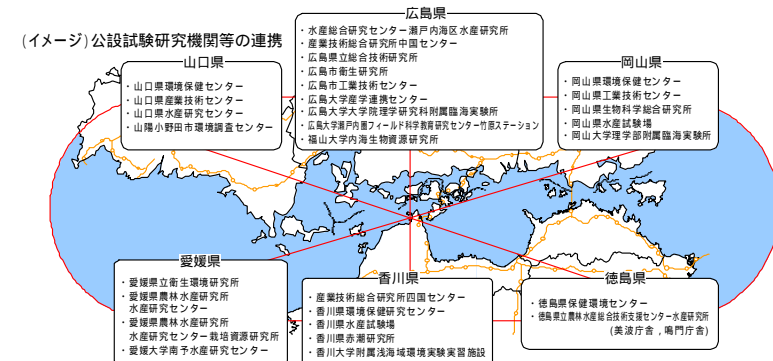 (イメージ)公設試験研究機関等の連携
山口県
・山口県環境保健センター
・山口県産業技術センター
・山口県水産研究センター
・山陽小野田市環境調査センター
広島県
・水産総合研究センター瀬戸内海区水産研究所
・産業技術総合研究所中国センター
・広島県立総合技術研究所
・広島市衛生研究所
・広島市工業技術センター
・広島大学産学連携センター
・広島大学大学院理学研究科附属臨海実験所
・広島大学瀬戸内圏フィールド科学教育研究センター竹原ステーション
・福山大学内海生物資源研究所
岡山県
・岡山県環境保健センター
・岡山県工業技術センター
・岡山県生物科学総合研究所
・岡山県水産試験場
・岡山大学理学部附属臨海実験所
愛媛県
・愛媛県立衛生環境研究所
・愛媛県農林水産研究所
水産研究センター
・愛媛県農林水産研究所
水産研究センター栽培資源研究所
・愛媛大学南予水産研究センター
香川県
・産業技術総合研究所四国センター
・香川県環境保健研究センター
・香川県水産試験場
・香川県赤潮研究所
・香川大学附属浅海域環境実験実習施設
徳島県
・徳島県保健環境センター
・徳島県立農林水産総合技術支援センター水産研究所
(美波庁舎，鳴門庁舎)